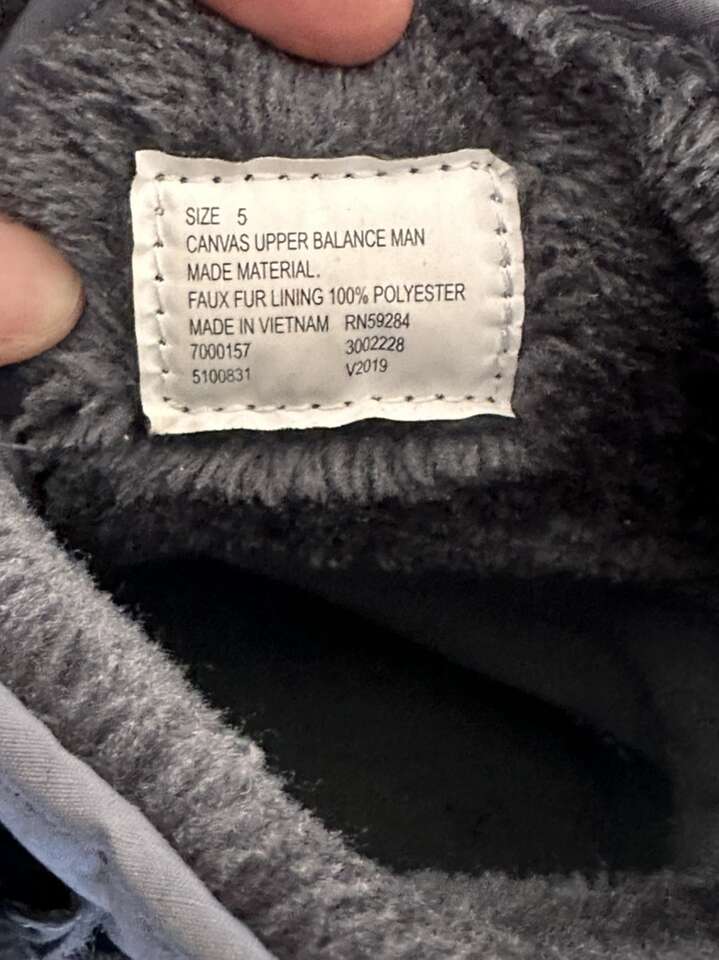 SIZE 5
CANVAS UPPER BALANCE MAN
MADE MATERIAL.
FAUX FUR LINING 100% POLYESTER
MADE IN VIETNAM RN59284
7000157 3002228
5100831 V2019